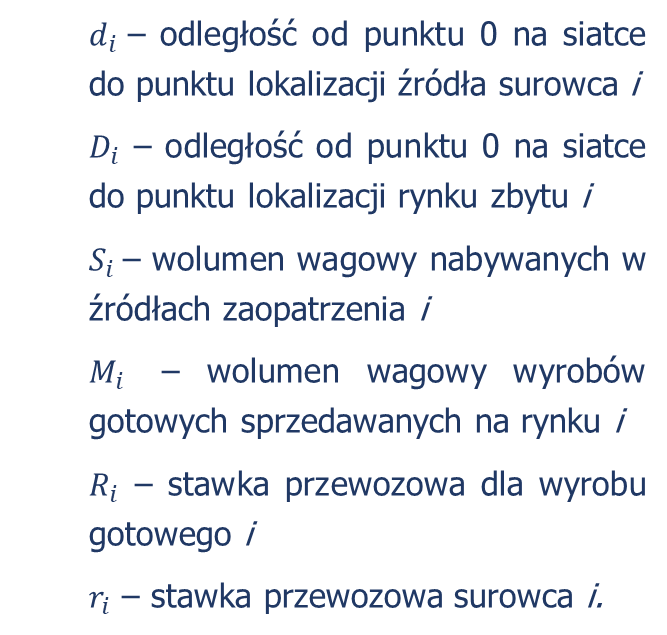 d_i – odległość od punktu 0 na siatce
do punktu lokalizacji źródła surowca i
D_i – odległość od punktu 0 na siatce
do punktu lokalizacji rynku zbytu i
S_i – wolumen wagowy nabywanych w
źródłach zaopatrzenia i
M_i – wolumen wagowy wyrobów
gotowych sprzedawanych na rynku i
R_i – stawka przewozowa dla wyrobu
gotowego i
r_i – stawka przewozowa surowca i.